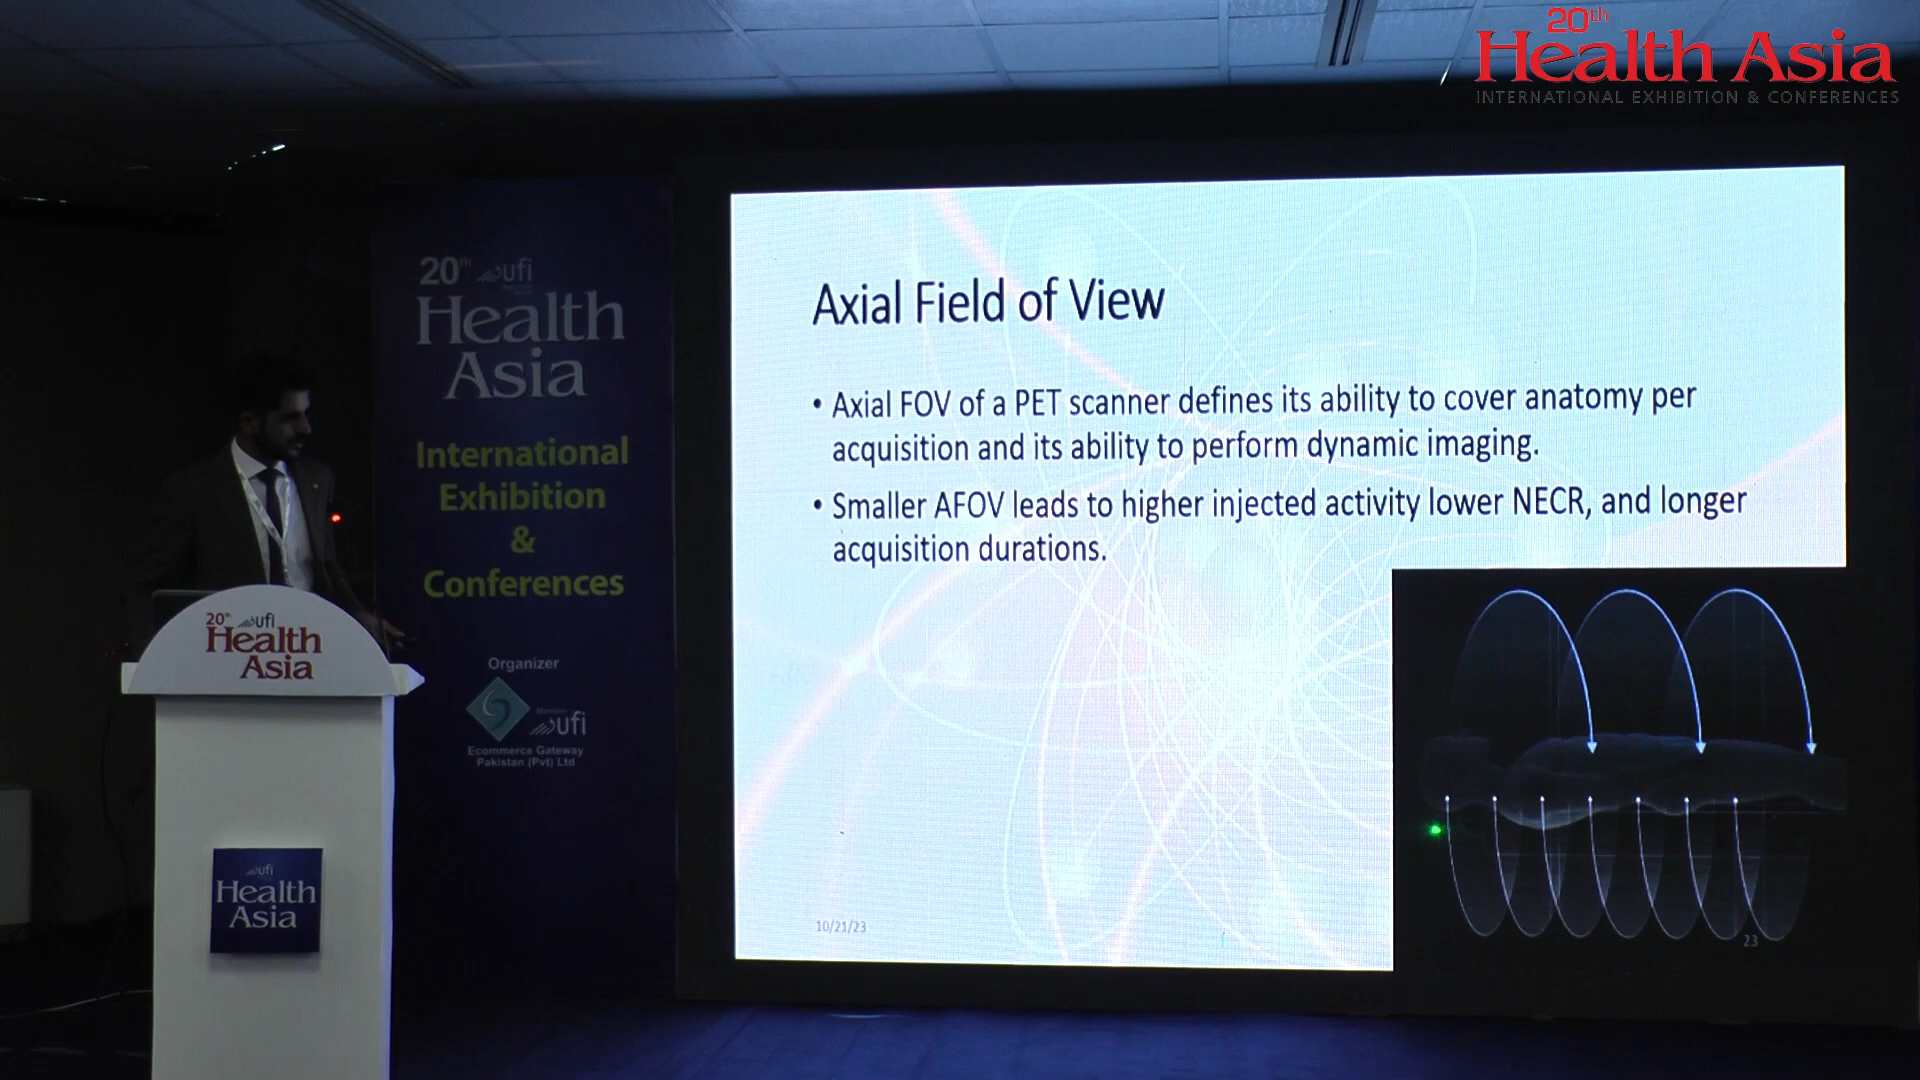 20th
Health Asia
INTERNATIONAL EXHIBITION & CONFERENCES
20th ufi
Health
Asia
International
Exhibition
&
Conferences
Organizer
Member
ufi
Ecommerce Gateway
Pakistan (Pvt) Ltd
20th ufi
Health
Asia
ufi
Health
Asia
Axial Field of View
• Axial FOV of a PET scanner defines its ability to cover anatomy per
acquisition and its ability to perform dynamic imaging.
• Smaller AFOV leads to higher injected activity lower NECR, and longer
acquisition durations.
10/21/23
23